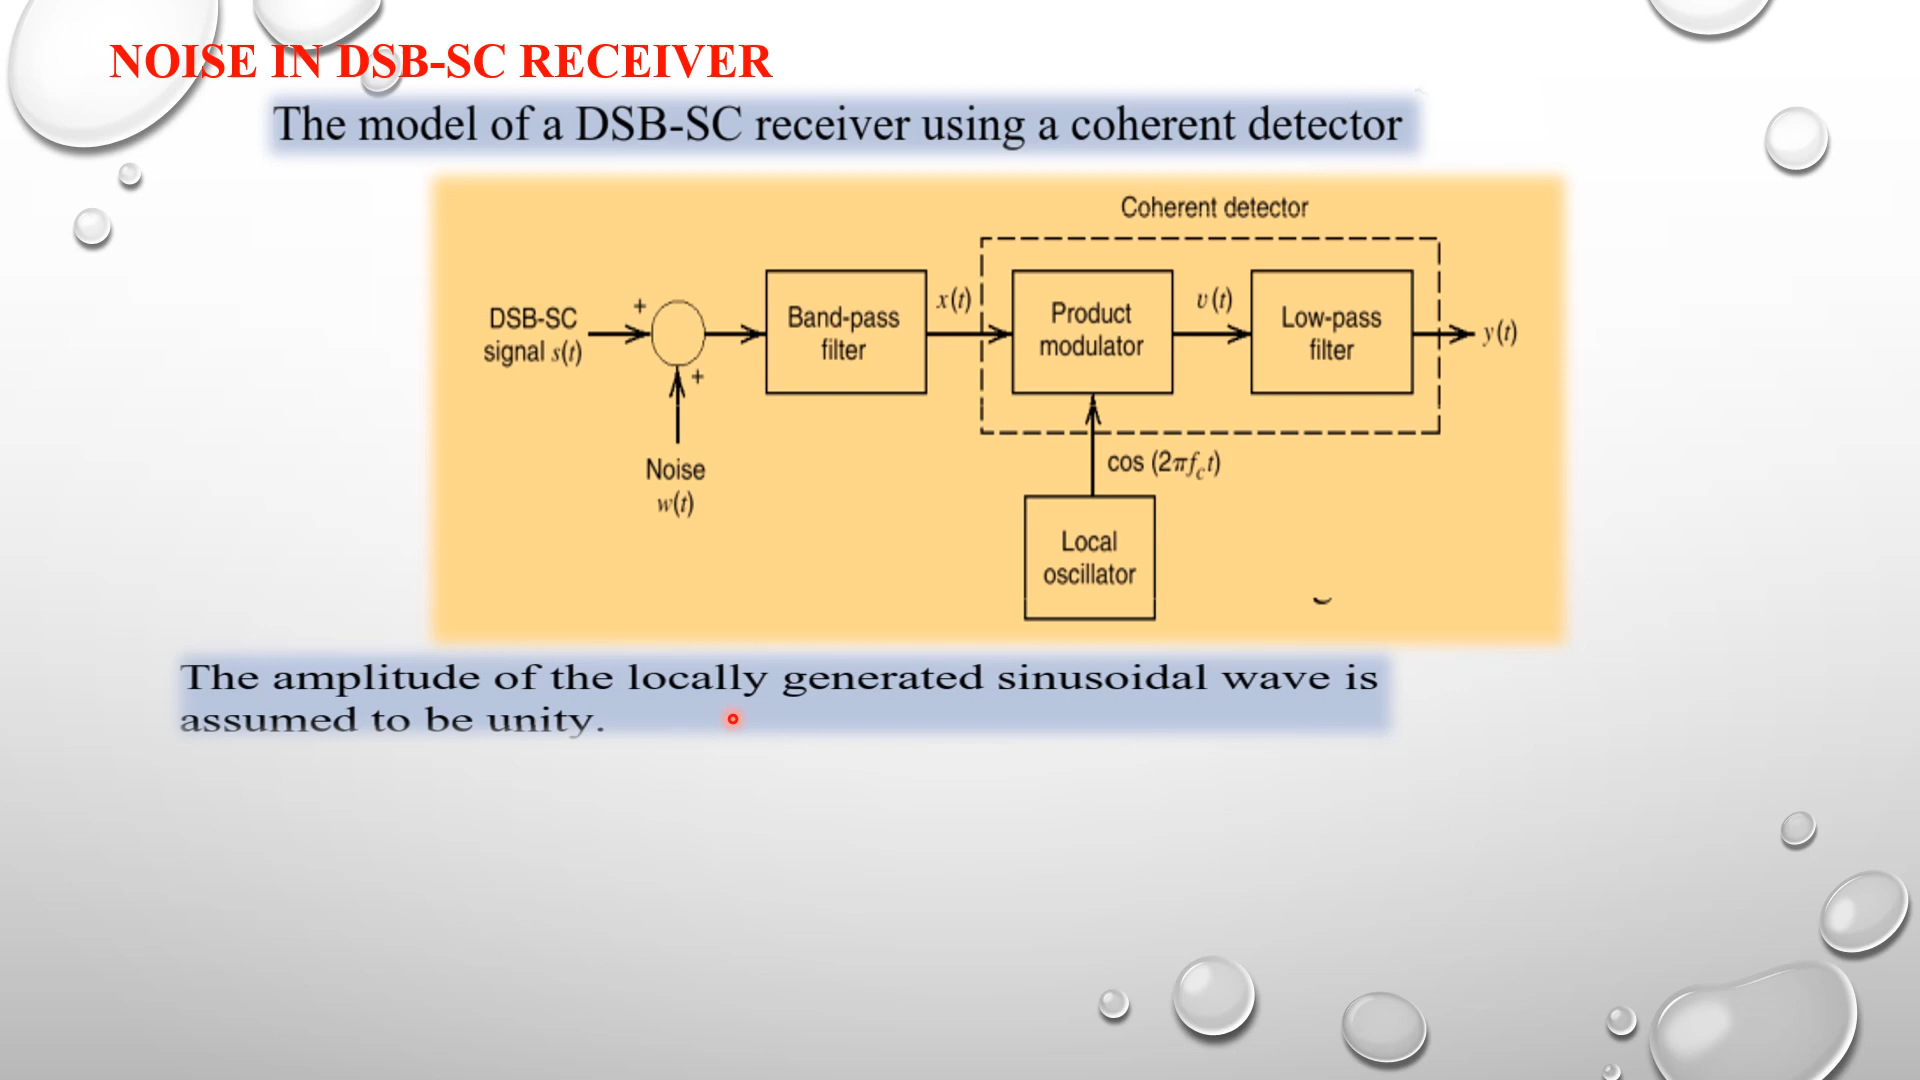 NOISE IN DSB-SC RECEIVER
The model of a DSB-SC receiver using a coherent detector
Coherent detector
DSB-SC
signal s(t)
+
+
Noise
w(t)
Band-pass
filter
x(t)
Product
modulator
v(t)
Low-pass
filter
y(t)
cos (2πf_c t)
Local
oscillator
The amplitude of the locally generated sinusoidal wave is
assumed to be unity.